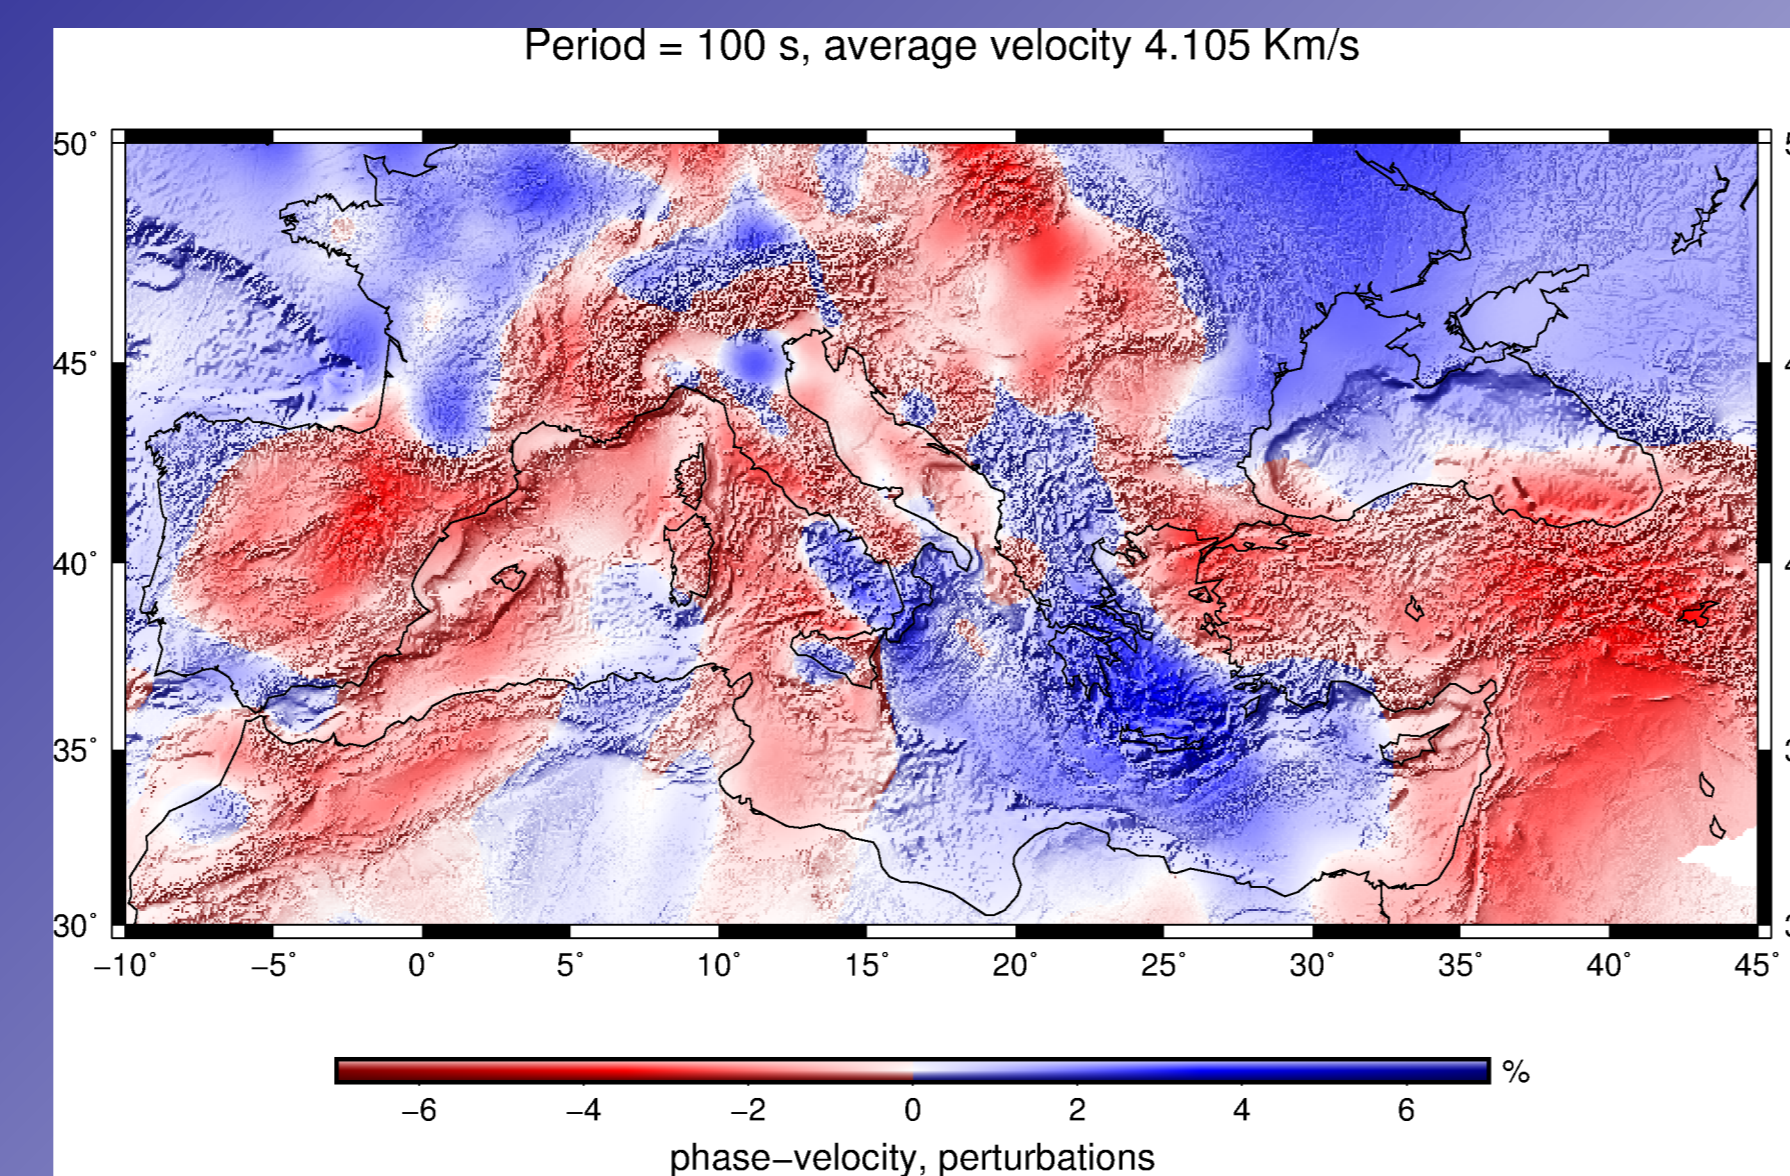 Period = 100 s, average velocity 4.105 Km/s
50°
45°
40°
35°
30°
−10° −5° 0° 5° 10° 15° 20° 25° 30° 35° 40° 45°
%
−6 −4 −2 0 2 4 6
phase−velocity, perturbations